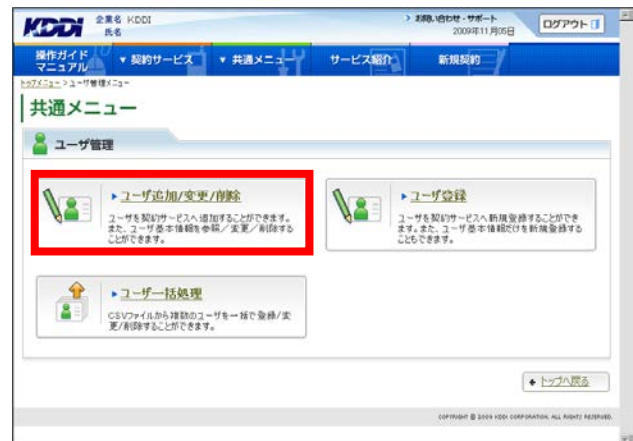 KDDI
企業名 KDDI
氏名
お問い合わせ・サポート
2009年11月05日
ログアウト
操作ガイド
マニュアル
▼ 契約サービス
▼ 共通メニュー
サービス紹介
新規契約
トップメニュー > ユーザ管理メニュー
共通メニュー
ユーザ管理
ユーザ追加/変更/削除
ユーザを契約サービスへ追加することができます。
また、ユーザ基本情報を参照/変更/削除する
ことができます。
ユーザ登録
ユーザを契約サービスへ新規登録することができ
ます。また、ユーザ基本情報だけを新規登録する
こともできます。
ユーザ一括処理
CSVファイルから複数のユーザを一括で登録/変
更/削除することができます。
トップへ戻る
COPYRIGHT © 2009 KDDI CORPORATION, ALL RIGHTS RESERVED.